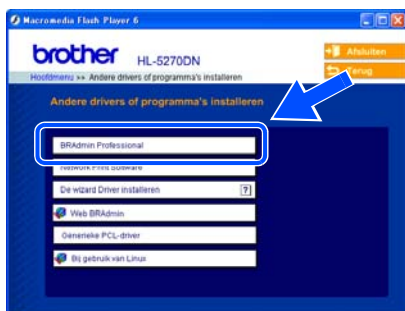 Macromedia Flash Player 6
brother HL-5270DN
Afsluiten
Terug
Hoofdmenu >> Andere drivers of programma's installeren
Andere drivers of programma's installeren
BRAdmin Professional
Network Print Software
De wizard Driver installeren ?
Web BRAdmin
Generieke PCL-driver
Bij gebruik van Linux